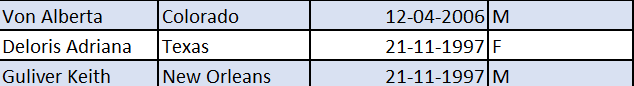 Von Alberta Colorado 12-04-2006 M
Deloris Adriana Texas 21-11-1997 F
Guliver Keith New Orleans 21-11-1997 M